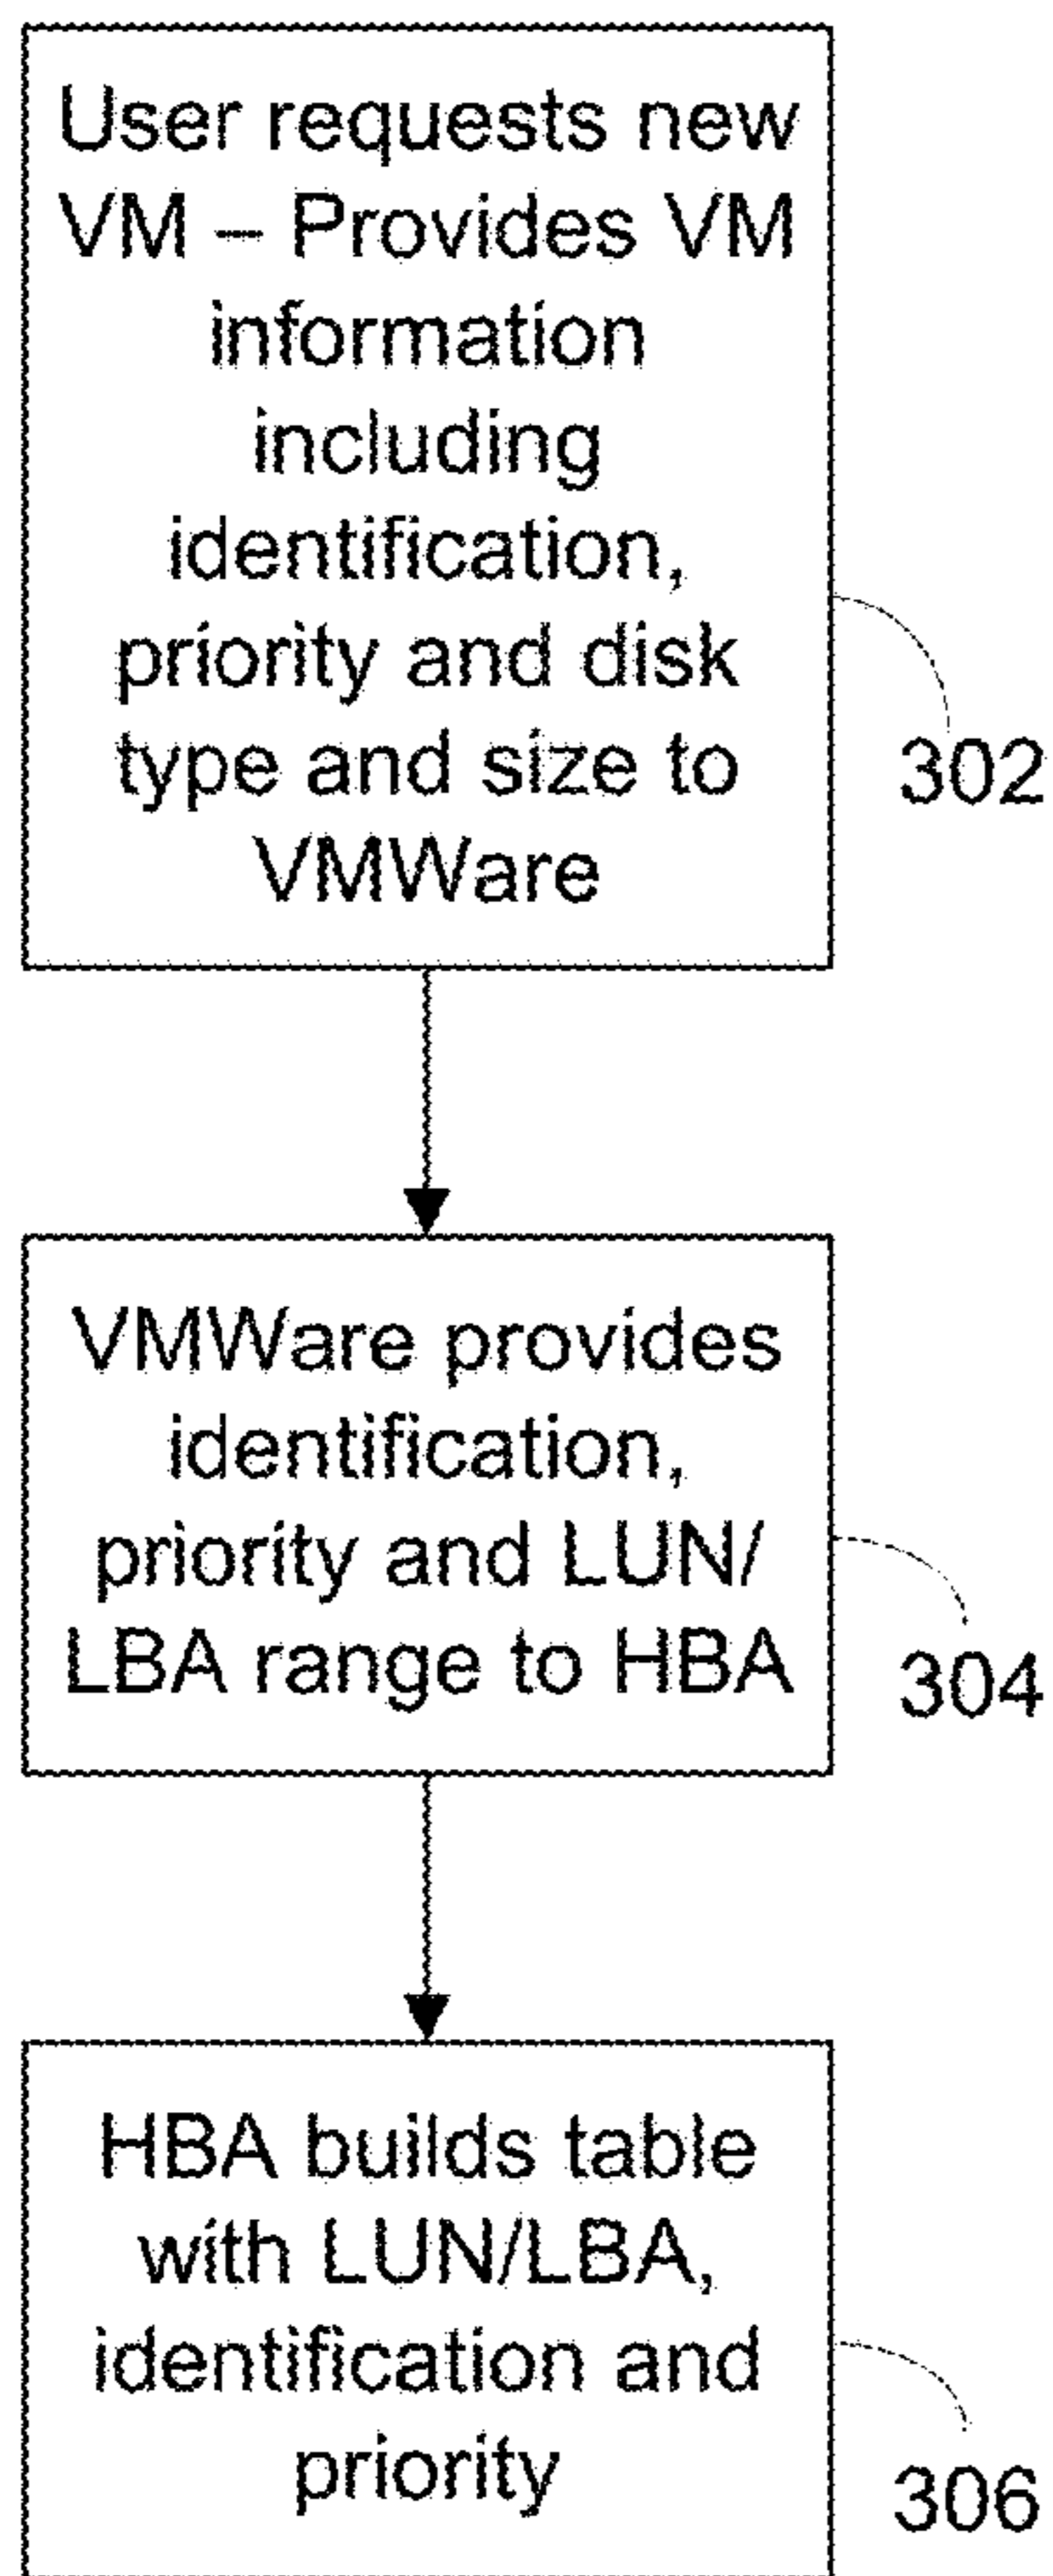 User requests new
VM – Provides VM
information
including
identification,
priority and disk
type and size to
VMWare
302
VMWare provides
identification,
priority and LUN/
LBA range to HBA
304
HBA builds table
with LUN/LBA,
identification and
priority
306